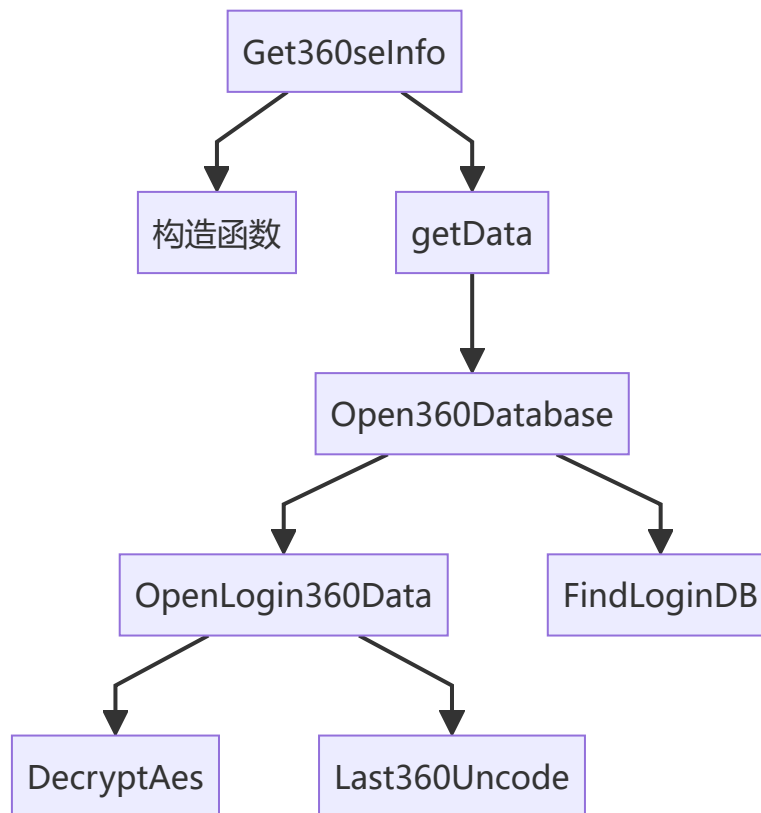 Get360seInfo
构造函数
getData
Open360Database
OpenLogin360Data
FindLoginDB
DecryptAes
Last360Uncode